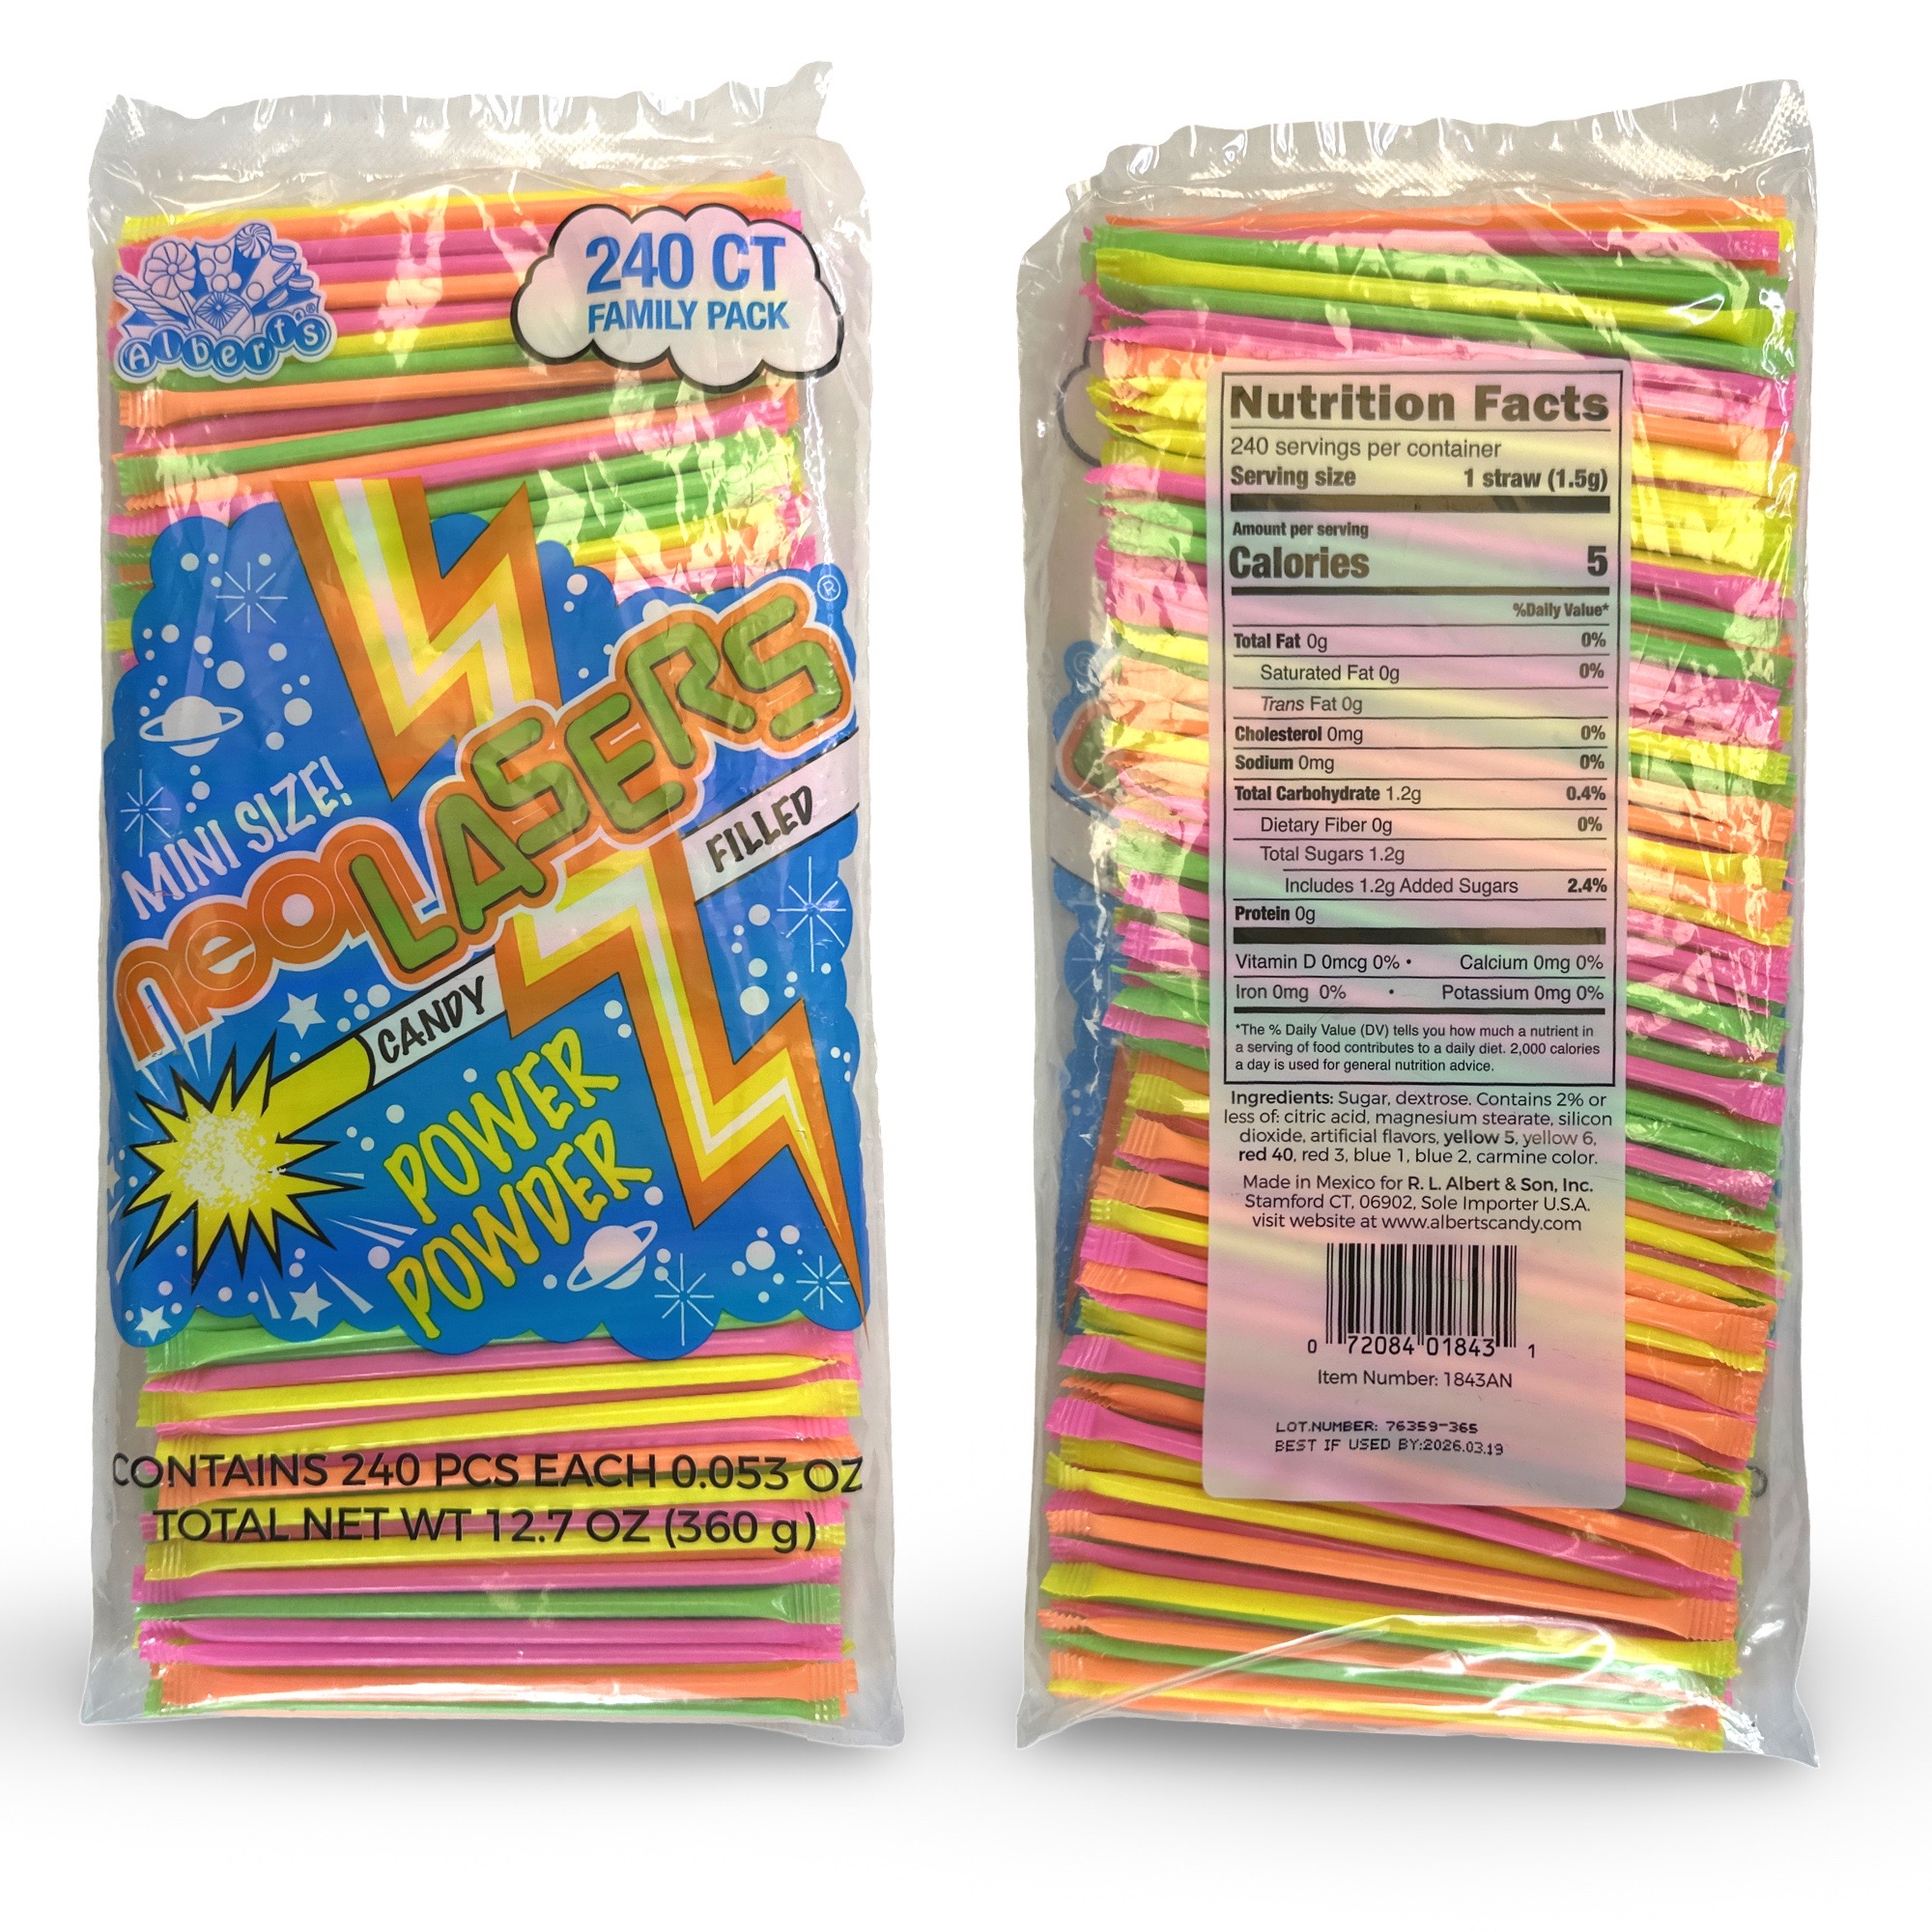 Albert's®
240 CT
FAMILY PACK
MINI SIZE!
neon LASERS®
CANDY FILLED
POWER
POWDER
CONTAINS 240 PCS EACH 0.053 OZ
TOTAL NET WT 12.7 OZ (360 g)
Nutrition Facts
240 servings per container
Serving size 1 straw (1.5g)
Amount per serving
Calories 5
%Daily Value*
Total Fat 0g 0%
Saturated Fat 0g 0%
Trans Fat 0g
Cholesterol 0mg 0%
Sodium 0mg 0%
Total Carbohydrate 1.2g 0.4%
Dietary Fiber 0g 0%
Total Sugars 1.2g
Includes 1.2g Added Sugars 2.4%
Protein 0g
Vitamin D 0mcg 0% • Calcium 0mg 0%
Iron 0mg 0% • Potassium 0mg 0%
*The % Daily Value (DV) tells you how much a nutrient in
a serving of food contributes to a daily diet. 2,000 calories
a day is used for general nutrition advice.
Ingredients: Sugar, dextrose. Contains 2% or
less of: citric acid, magnesium stearate, silicon
dioxide, artificial flavors, yellow 5, yellow 6,
red 40, red 3, blue 1, blue 2, carmine color.
Made in Mexico for R. L. Albert & Son, Inc.
Stamford CT, 06902, Sole Importer U.S.A.
visit website at www.albertscandy.com
0 72084 01843 1
Item Number: 1843AN
LOT.NUMBER: 76359-365
BEST IF USED BY:2026.03.19